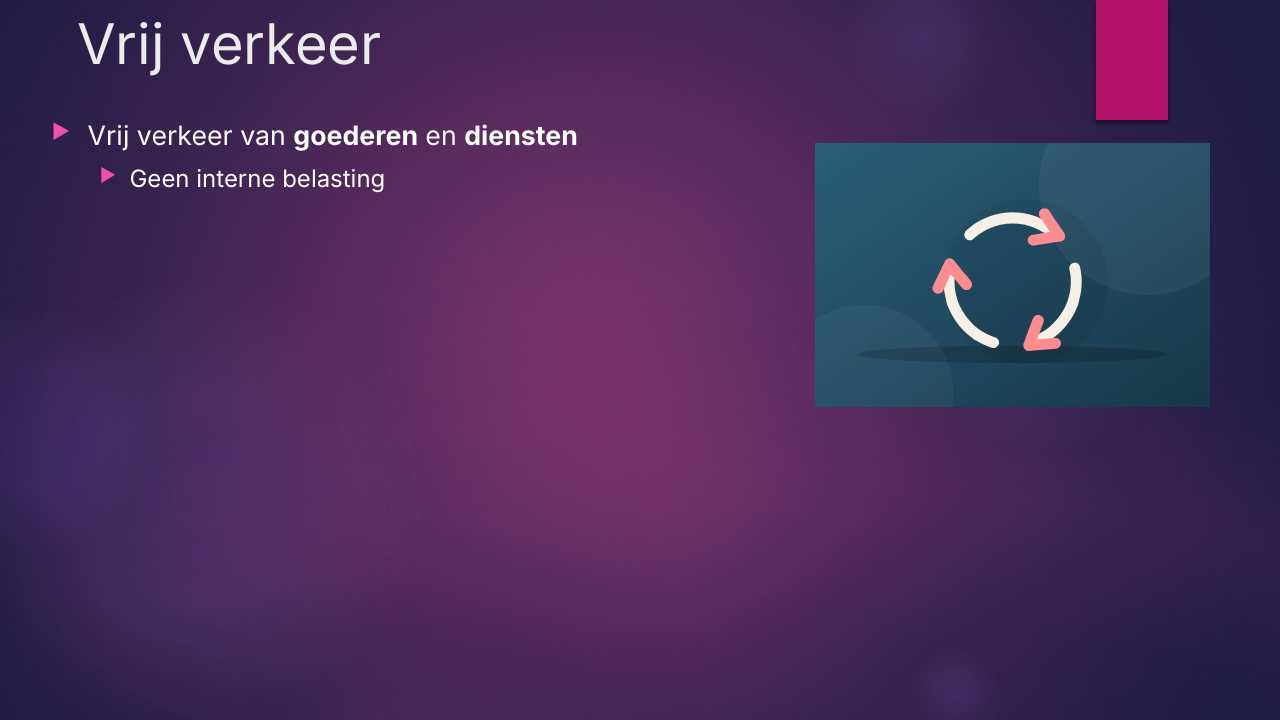 Vrij verkeer
Vrij verkeer van goederen en diensten
Geen interne belasting